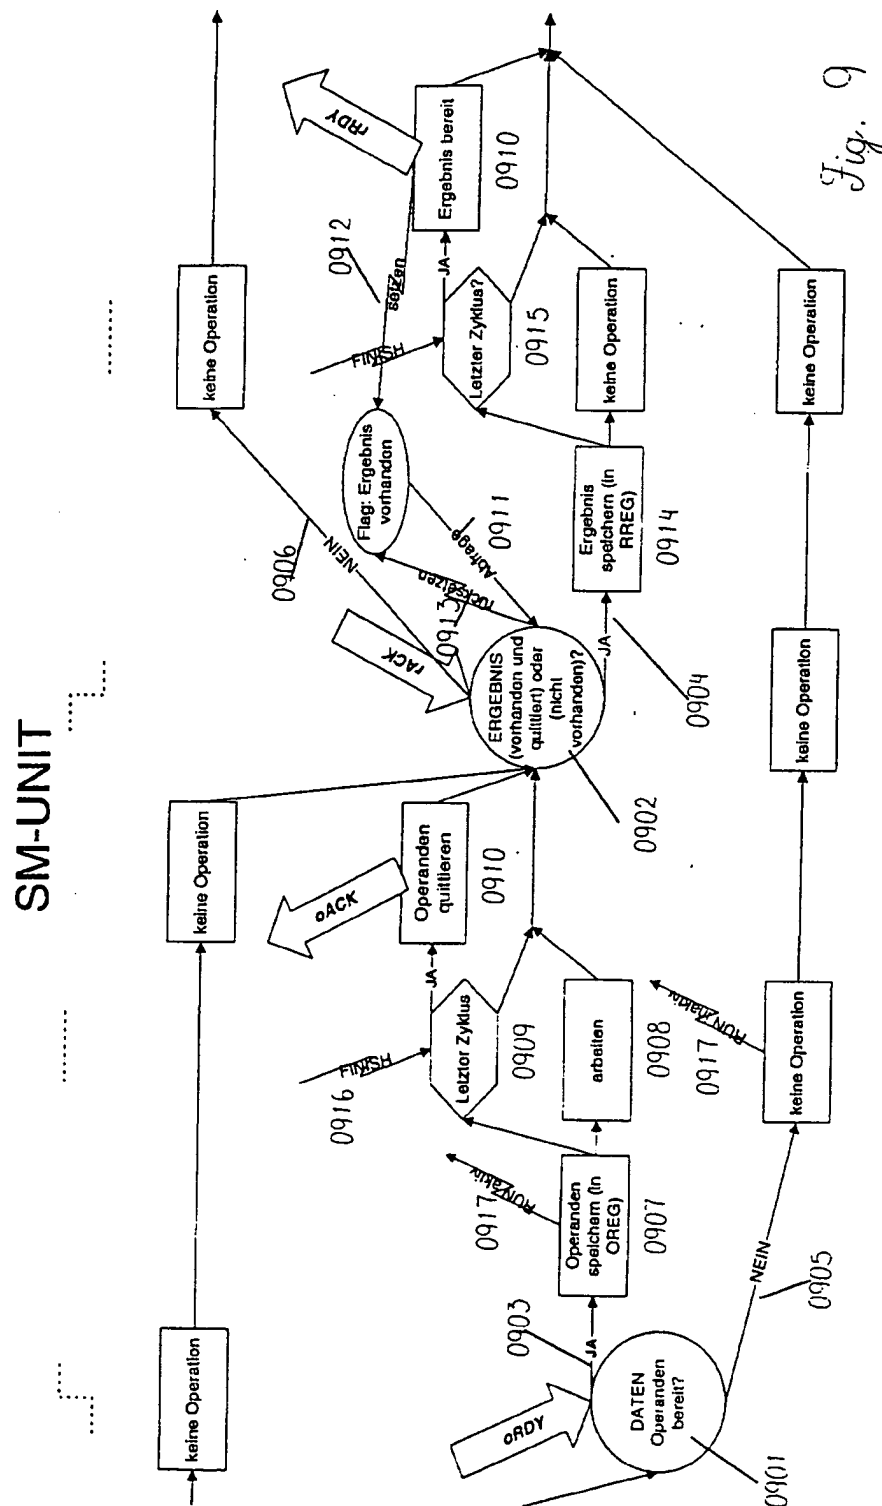 SM-UNIT
keine Operation
keine Operation
keine Operation
oRDY
DATEN
Operanden
bereit?
0901
JA
0903
NEIN
0905
Operanden
speichern (in
OREG)
0907
RUN/aktiv
0917
FINISH
0916
Letzter Zyklus
0909
JA
arbeiten
0908
keine Operation
RUN/inaktiv
0917
oACK
Operanden
quittieren
0910
ERGEBNIS
(vorhanden und
quittiert) oder
(nicht
vorhanden)?
0902
rACK
NEIN
0906
JA
0904
keine Operation
rücksetzen
0913
Abfrage
0911
Flag: Ergebnis
vorhanden
setzen
0912
Ergebnis
speichern (in
RREG)
0914
FINISH
Letzter Zyklus?
0915
JA
keine Operation
keine Operation
Ergebnis bereit
0910
rRDY
Fig. 9